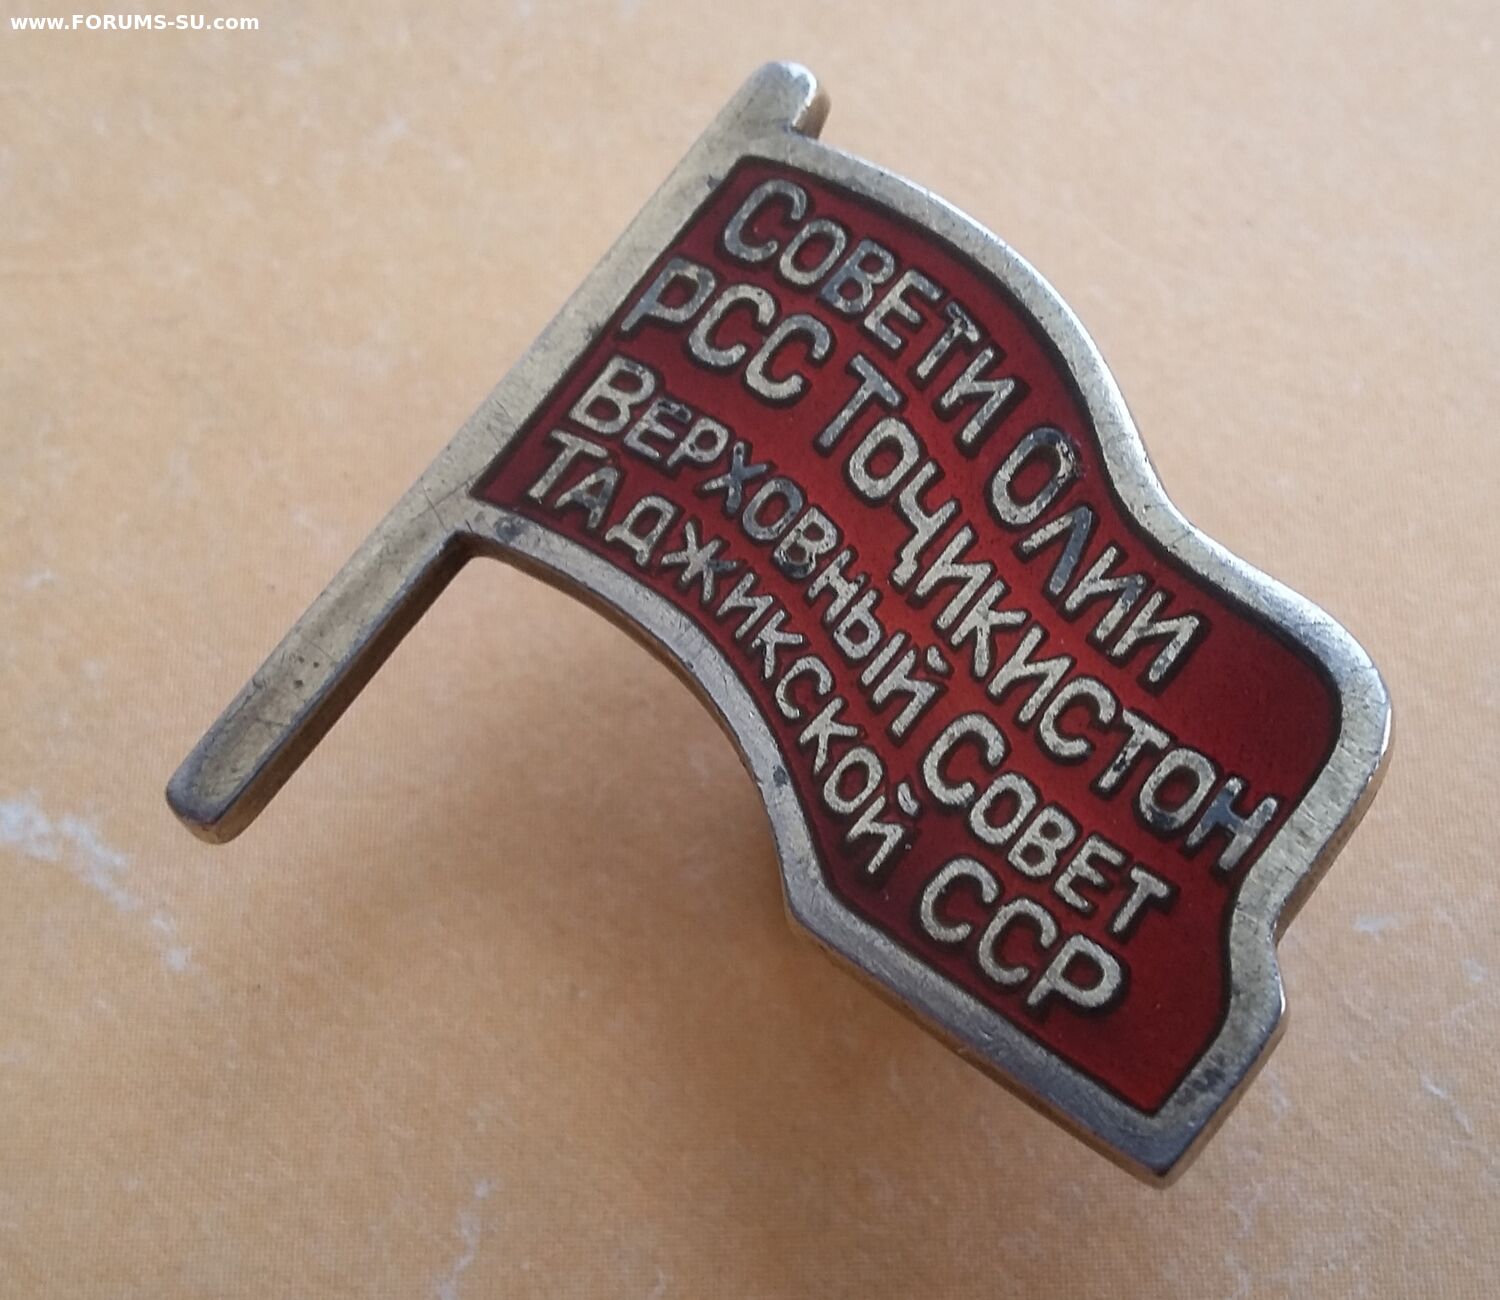 www.FORUMS-SU.com
СОВЕТИ ОЛИИ
РСС ТОҶИКИСТОН
ВЕРХОВНЫЙ СОВЕТ
ТАДЖИКСКОЙ ССР